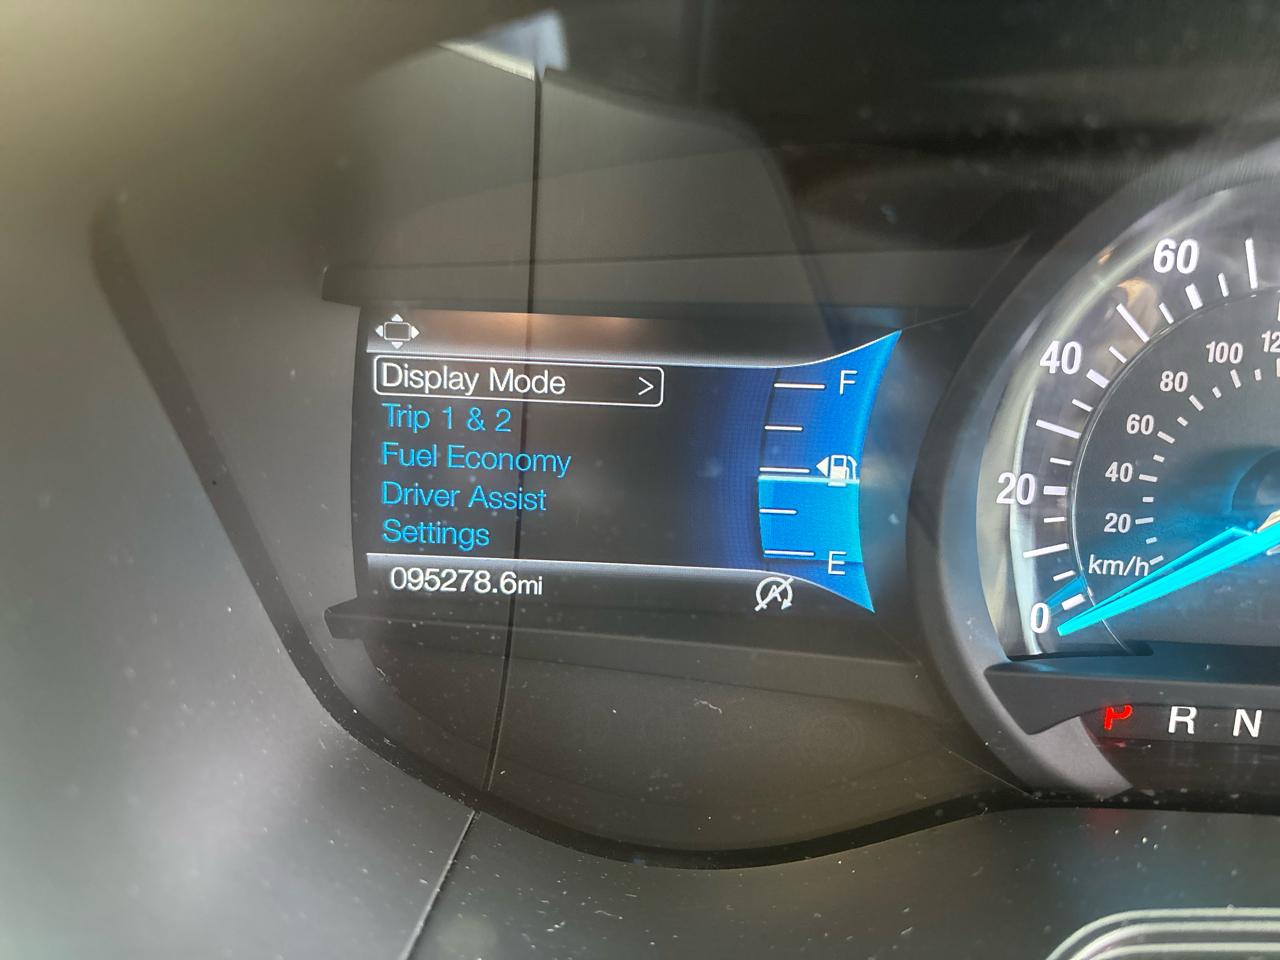 Display Mode >
Trip 1 & 2
Fuel Economy
Driver Assist
Settings
095278.6mi
F
E
A
60
40
20
0
120
100
80
60
40
20
km/h
P R N